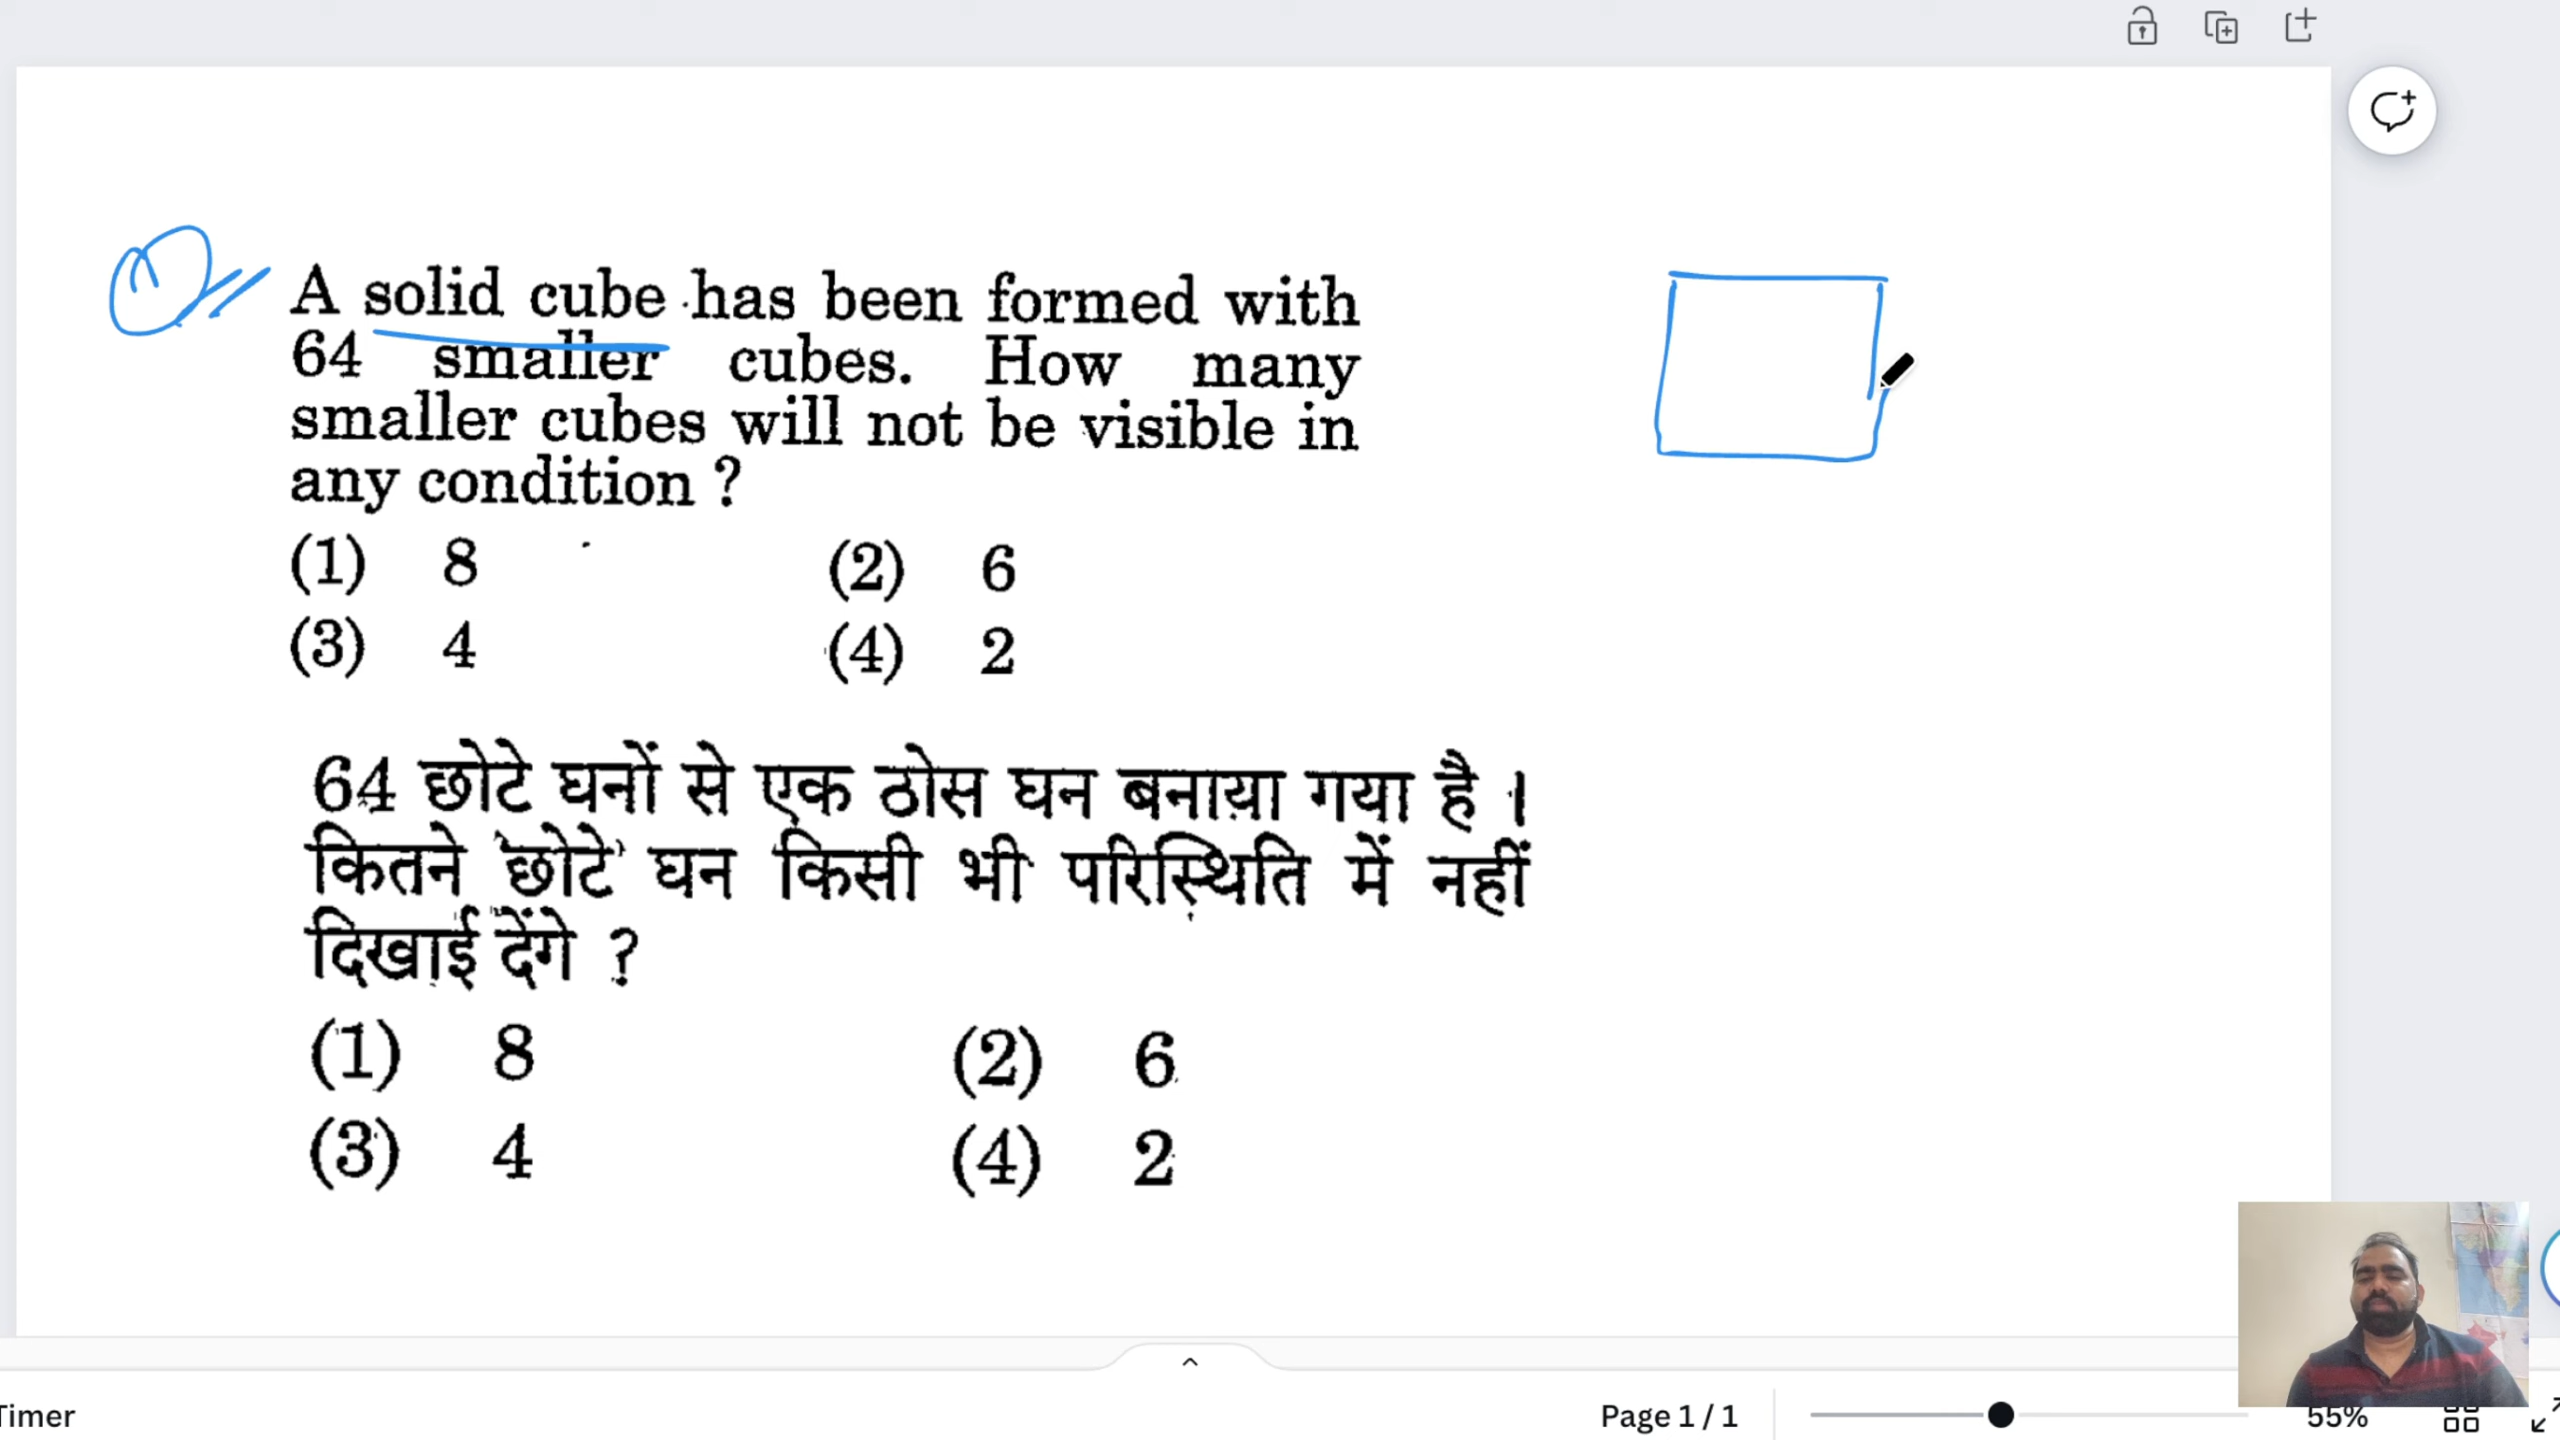 A solid cube has been formed with
64 smaller cubes. How many
smaller cubes will not be visible in
any condition ?
(1) 8 (2) 6
(3) 4 (4) 2
64 छोटे घनों से एक ठोस घन बनाया गया है ।
कितने छोटे घन किसी भी परिस्थिति में नहीं
दिखाई देंगे ?
(1) 8 (2) 6
(3) 4 (4) 2
Timer Page 1 / 1 55%